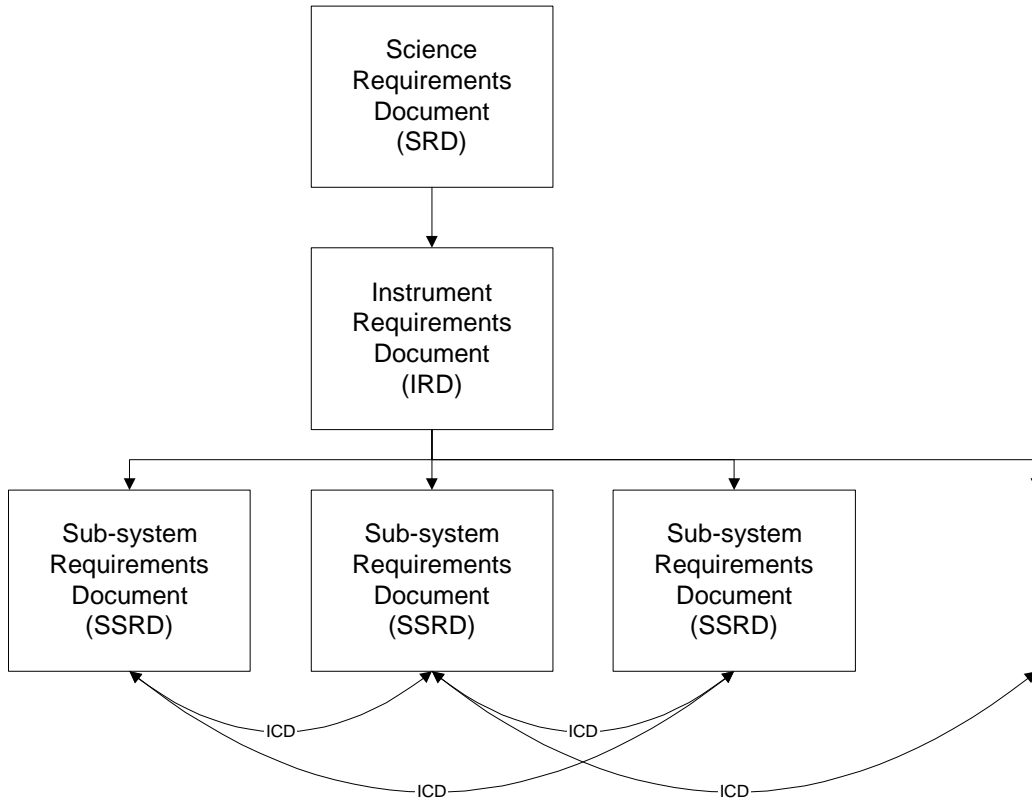 Science
Requirements
Document
(SRD)
Instrument
Requirements
Document
(IRD)
Sub-system
Requirements
Document
(SSRD)
Sub-system
Requirements
Document
(SSRD)
Sub-system
Requirements
Document
(SSRD)
ICD
ICD
ICD
ICD